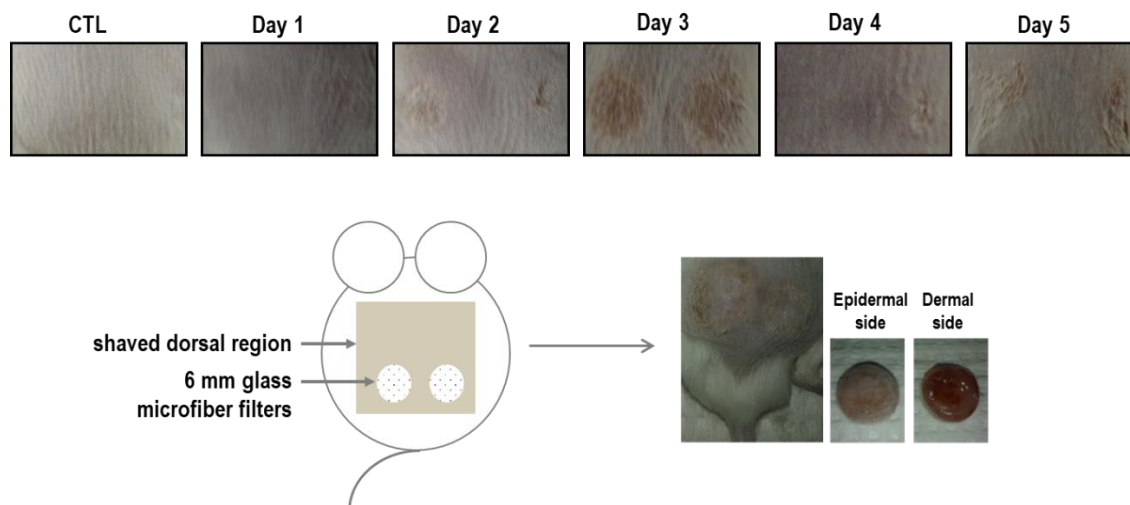 CTL
Day 1
Day 2
Day 3
Day 4
Day 5
shaved dorsal region
6 mm glass
microfiber filters
Epidermal
side
Dermal
side